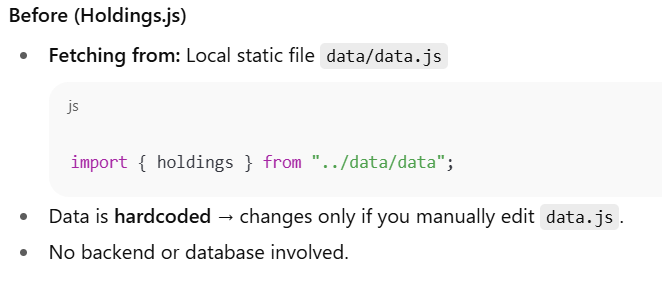 Before (Holdings.js)
• Fetching from: Local static file data/data.js
js
import { holdings } from "../data/data";
• Data is hardcoded → changes only if you manually edit data.js.
• No backend or database involved.